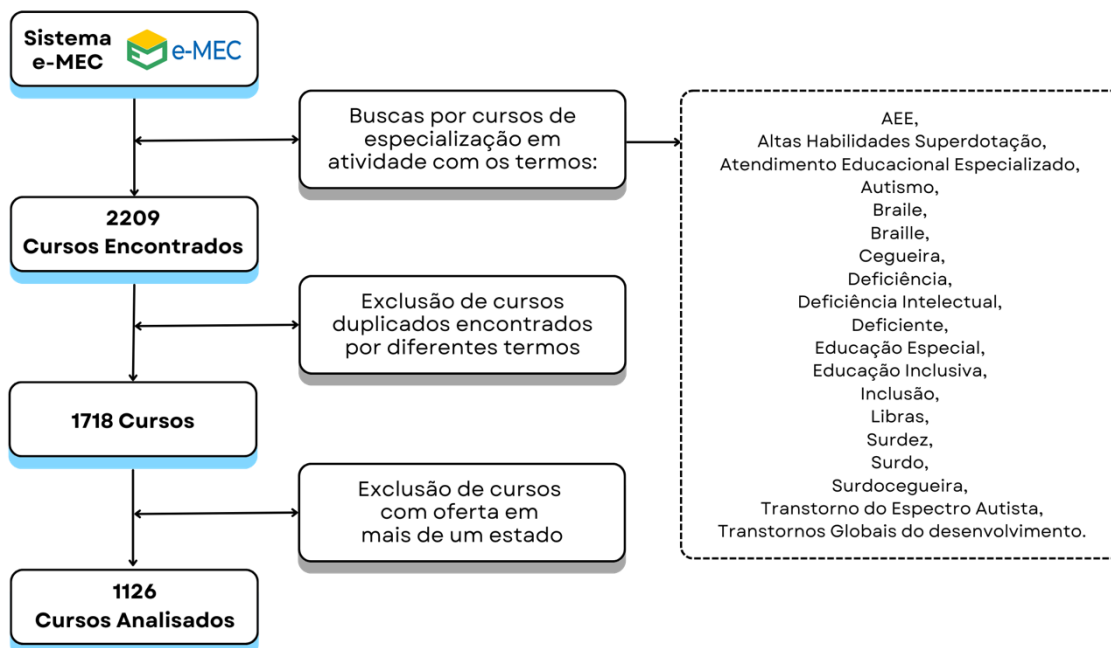 Sistema
e-MEC
e-MEC
Buscas por cursos de
especialização em
atividade com os termos:
AEE,
Altas Habilidades Superdotação,
Atendimento Educacional Especializado,
Autismo,
Braile,
Braille,
Cegueira,
Deficiência,
Deficiência Intelectual,
Deficiente,
Educação Especial,
Educação Inclusiva,
Inclusão,
Libras,
Surdez,
Surdo,
Surdocegueira,
Transtorno do Espectro Autista,
Transtornos Globais do desenvolvimento.
2209
Cursos Encontrados
Exclusão de cursos
duplicados encontrados
por diferentes termos
1718 Cursos
Exclusão de cursos
com oferta em
mais de um estado
1126
Cursos Analisados